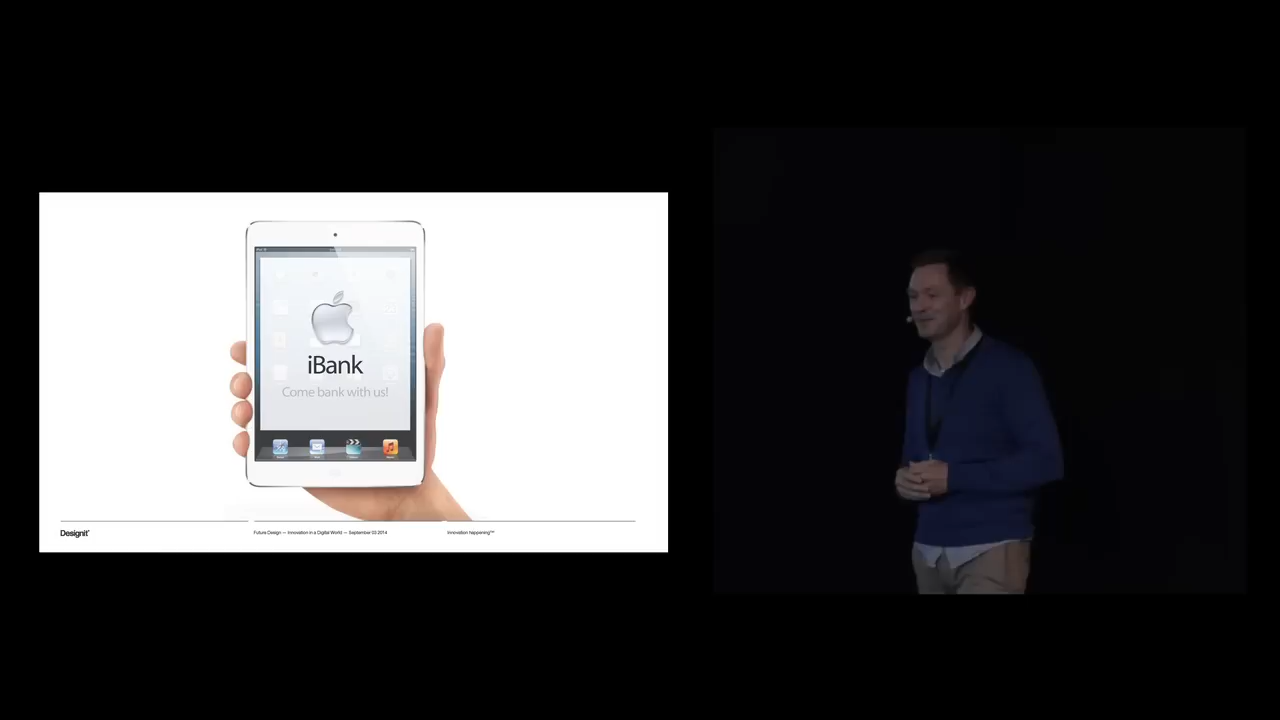 iBank
Come bank with us!
Designit®
Future Design — Innovation in a Digital World — September 03 2014
Innovation happening™